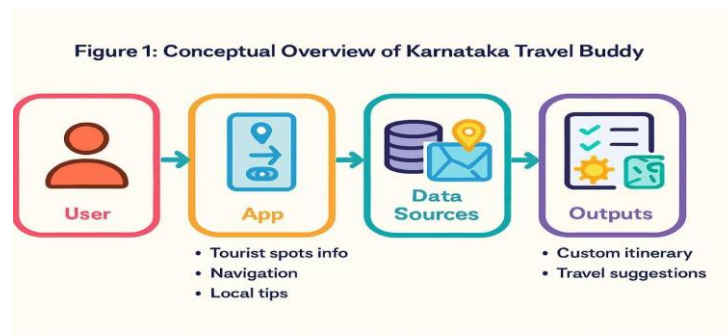 Figure 1: Conceptual Overview of Karnataka Travel Buddy
User
App
Data
Sources
Outputs
• Tourist spots info
• Navigation
• Local tips
• Custom itinerary
• Travel suggestions